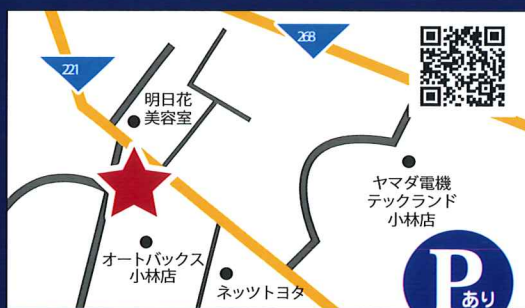 221
268
明日花
美容室
ヤマダ電機
テックランド
小林店
オートバックス
小林店
ネッツトヨタ
P
あり